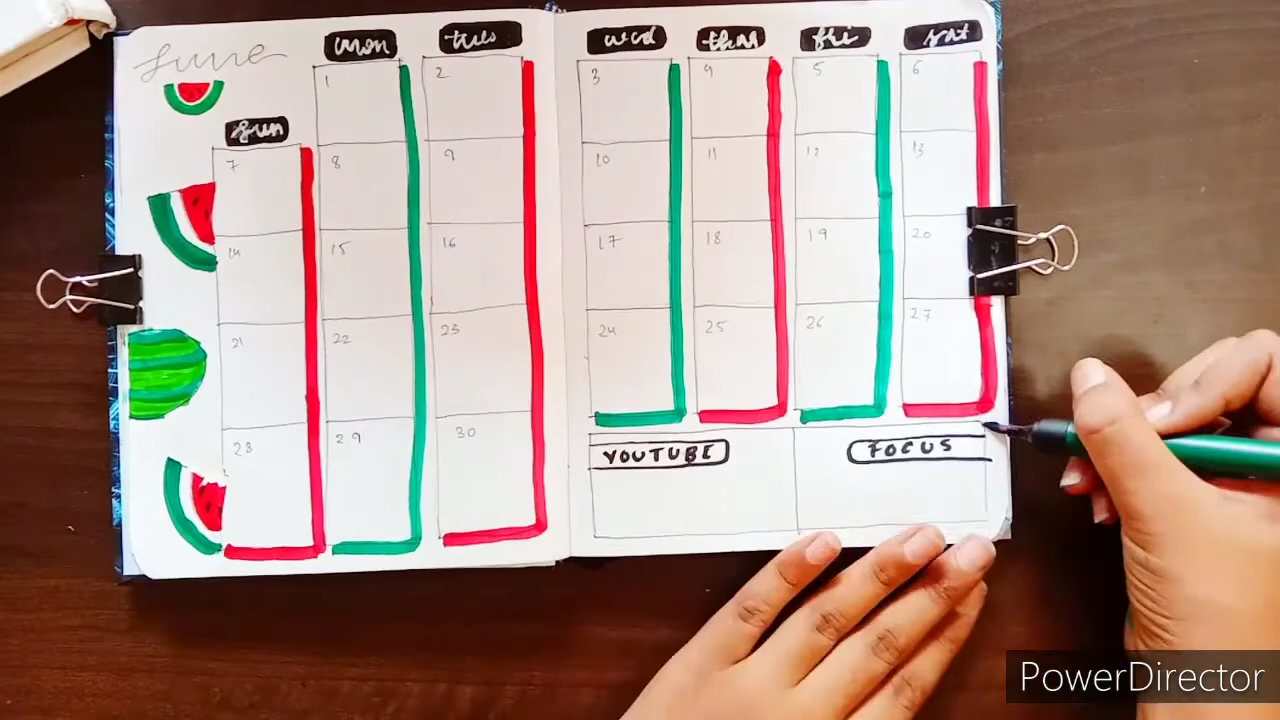 June
mon
tues
wed
thur
fri
sat
1
2
3
4
5
6
sun
7
8
9
10
11
12
13
14
15
16
17
18
19
20
21
22
23
24
25
26
27
28
29
30
YOUTUBE
FOCUS
PowerDirector